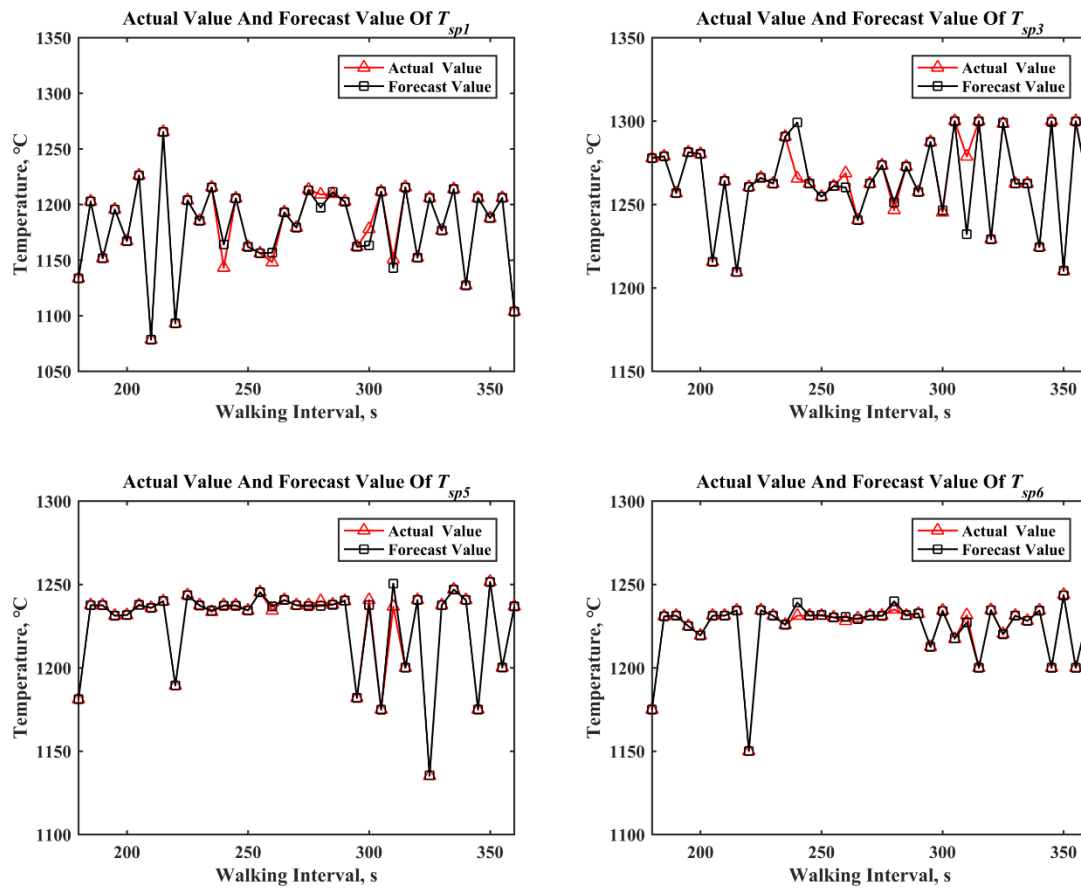 Actual Value And Forecast Value Of T_sp1
1350
1300
1250
1200
1150
1100
1050
Temperature, °C
Actual Value
Forecast Value
200
250
300
350
Walking Interval, s
Actual Value And Forecast Value Of T_sp3
1350
1300
1250
1200
1150
Temperature, °C
Actual Value
Forecast Value
200
250
300
350
Walking Interval, s
Actual Value And Forecast Value Of T_sp5
1300
1250
1200
1150
1100
Temperature, °C
Actual Value
Forecast Value
200
250
300
350
Walking Interval, s
Actual Value And Forecast Value Of T_sp6
1300
1250
1200
1150
1100
Temperature, °C
Actual Value
Forecast Value
200
250
300
350
Walking Interval, s